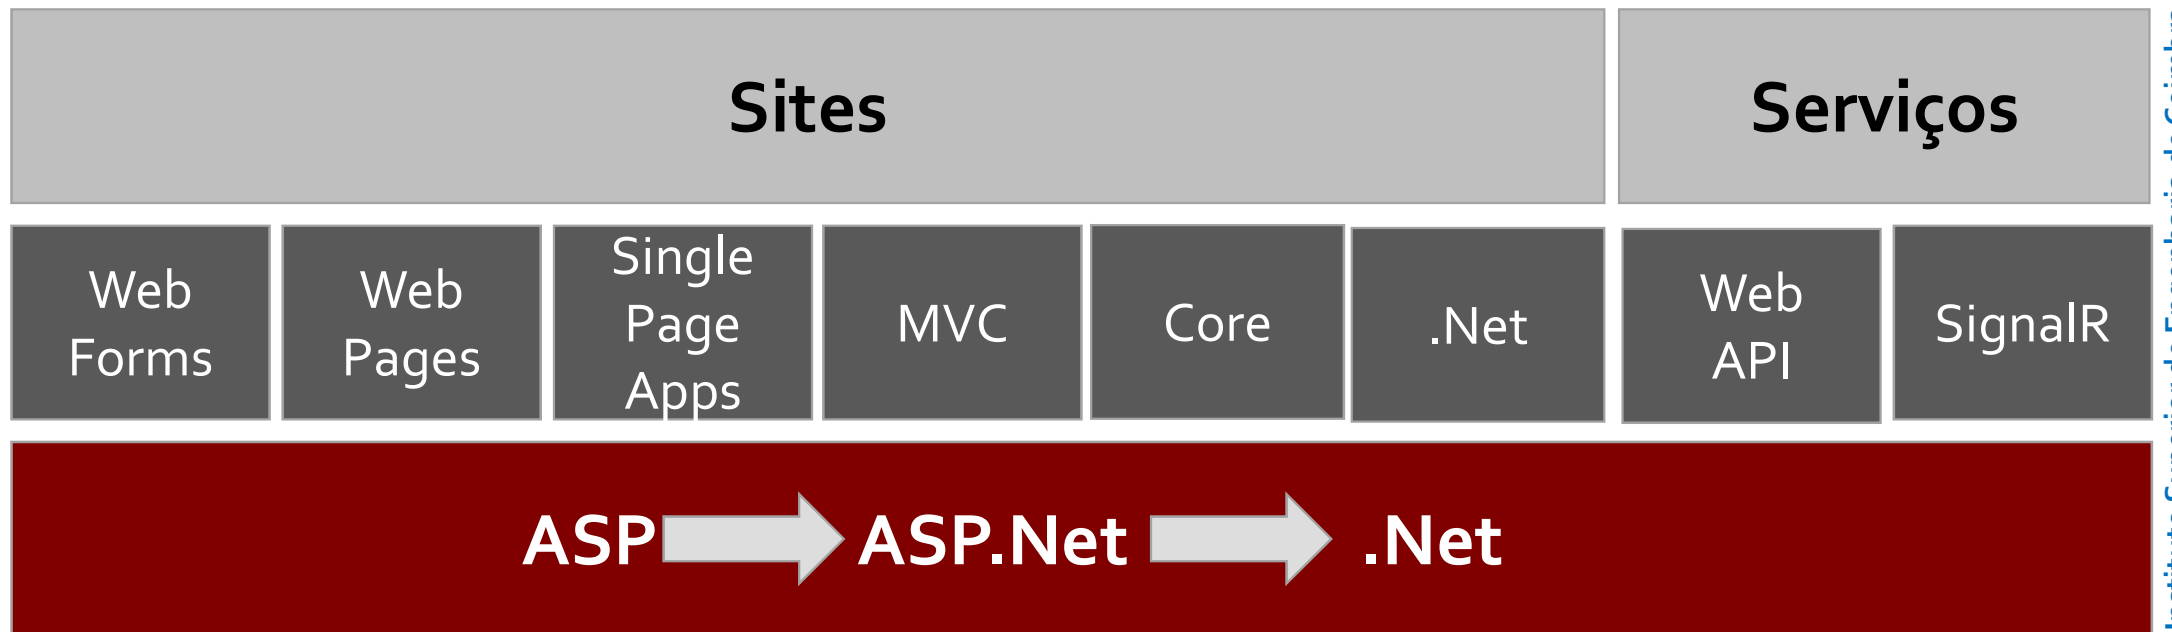 Sites
Serviços
Web
Forms
Web
Pages
Single
Page
Apps
MVC
Core
.Net
Web
API
SignalR
ASP
ASP.Net
.Net